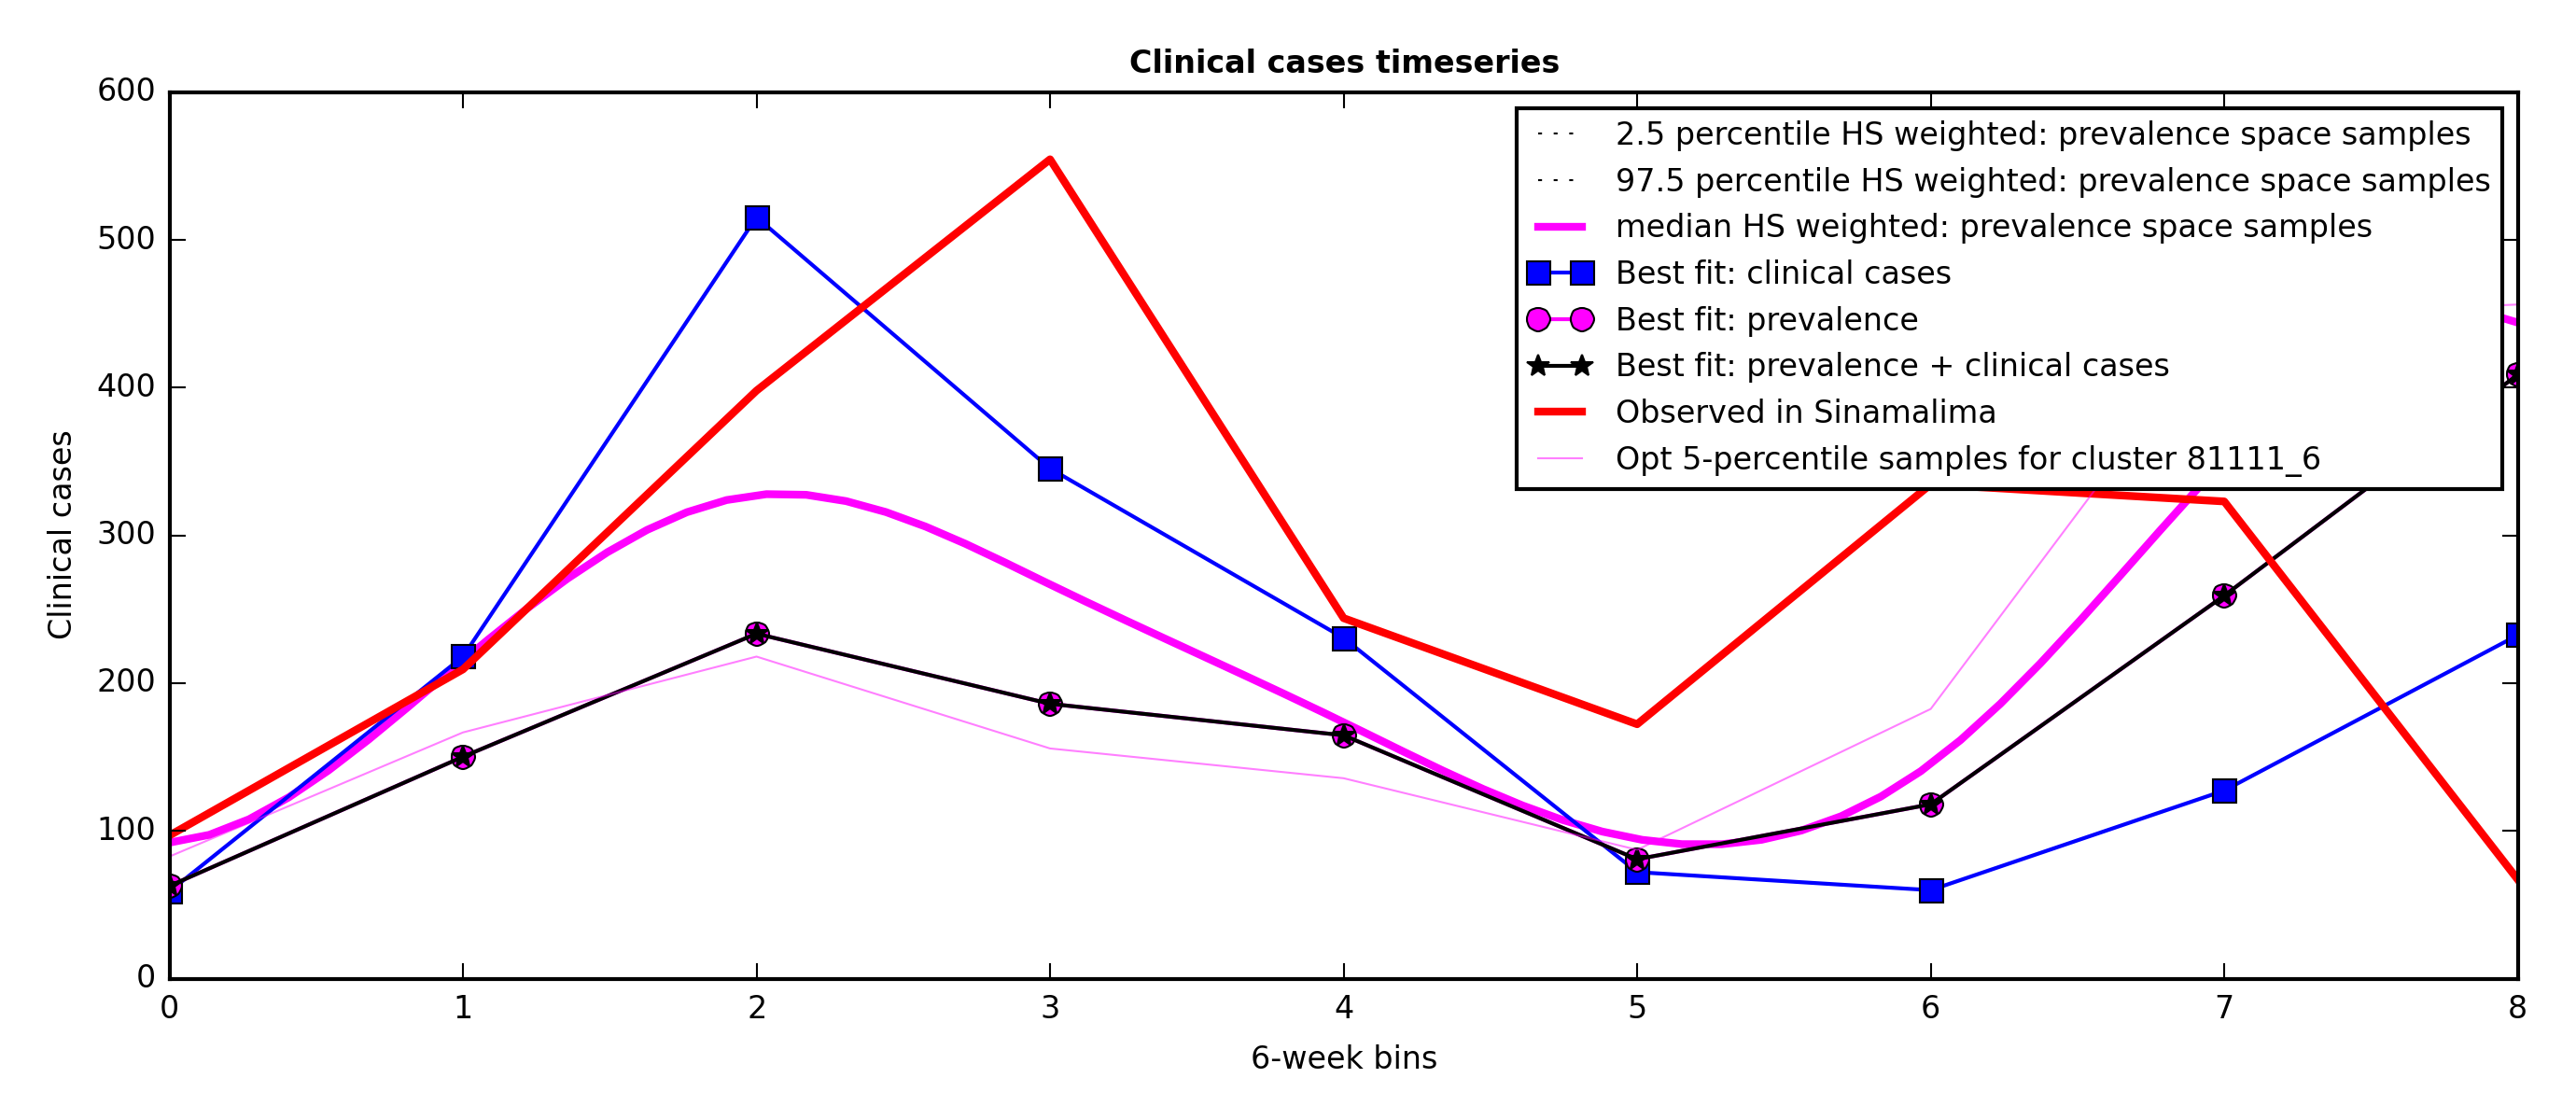 Clinical cases timeseries
600
500
400
300
200
100
0
Clinical cases
2.5 percentile HS weighted: prevalence space samples
97.5 percentile HS weighted: prevalence space samples
median HS weighted: prevalence space samples
Best fit: clinical cases
Best fit: prevalence
Best fit: prevalence + clinical cases
Observed in Sinamalima
Opt 5-percentile samples for cluster 81111_6
0 1 2 3 4 5 6 7 8
6-week bins